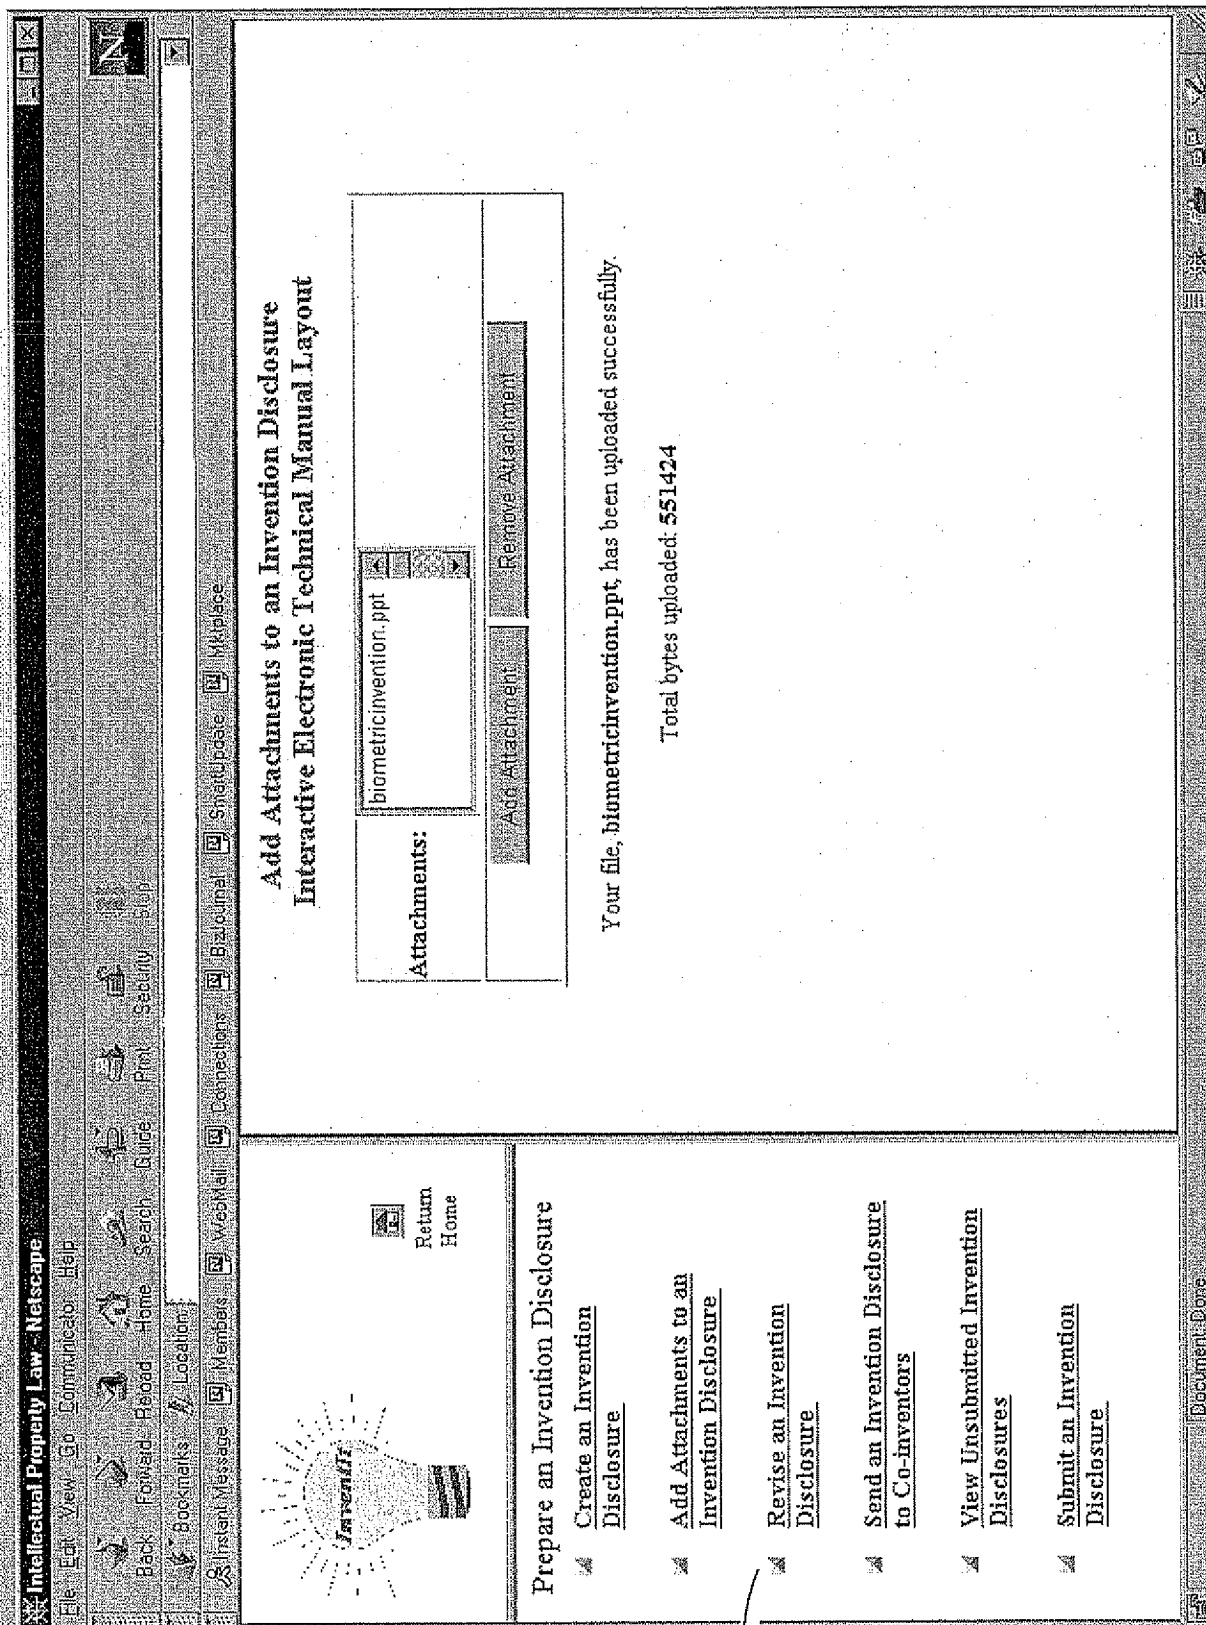 Intellectual Property Law - Netscape
File Edit View Go Communicator Help
Back Forward Reload Home Search Guide Print Security Stop
N
Bookmarks Location:
Instant Message Members WebMail Connections BizJournal SmartUpdate Mktplace
Inventit
Return
Home
Prepare an Invention Disclosure
Create an Invention
Disclosure
Add Attachments to an
Invention Disclosure
Revise an Invention
Disclosure
Send an Invention Disclosure
to Co-inventors
View Unsubmitted Invention
Disclosures
Submit an Invention
Disclosure
Add Attachments to an Invention Disclosure
Interactive Electronic Technical Manual Layout
Attachments:
biometricinvention.ppt
Add Attachment Remove Attachment
Your file, biometricinvention.ppt, has been uploaded successfully.
Total bytes uploaded: 551424
Document: Done